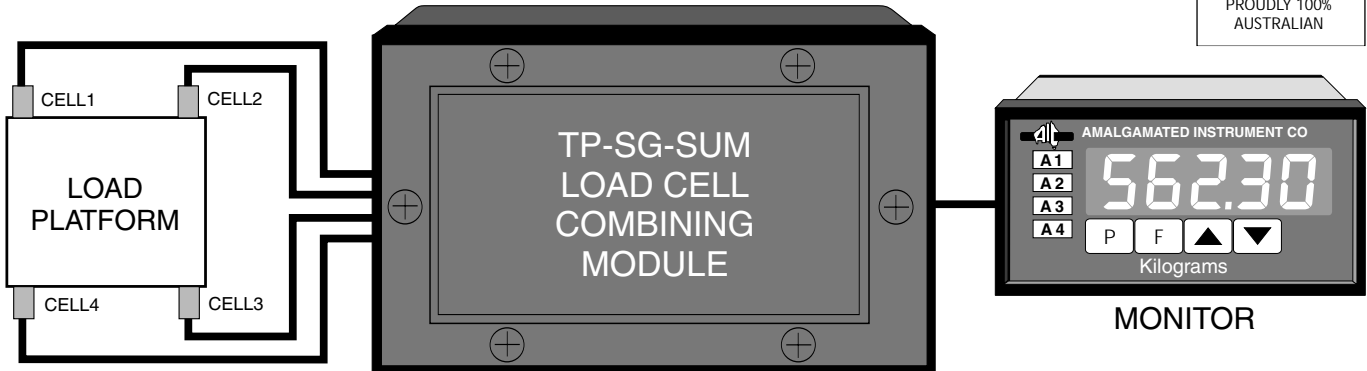 PROUDLY 100%
AUSTRALIAN
CELL1
CELL2
LOAD
PLATFORM
CELL4
CELL3
TP-SG-SUM
LOAD CELL
COMBINING
MODULE
AMALGAMATED INSTRUMENT CO
A1
A2
A3
A4
562.30
P F
Kilograms
MONITOR